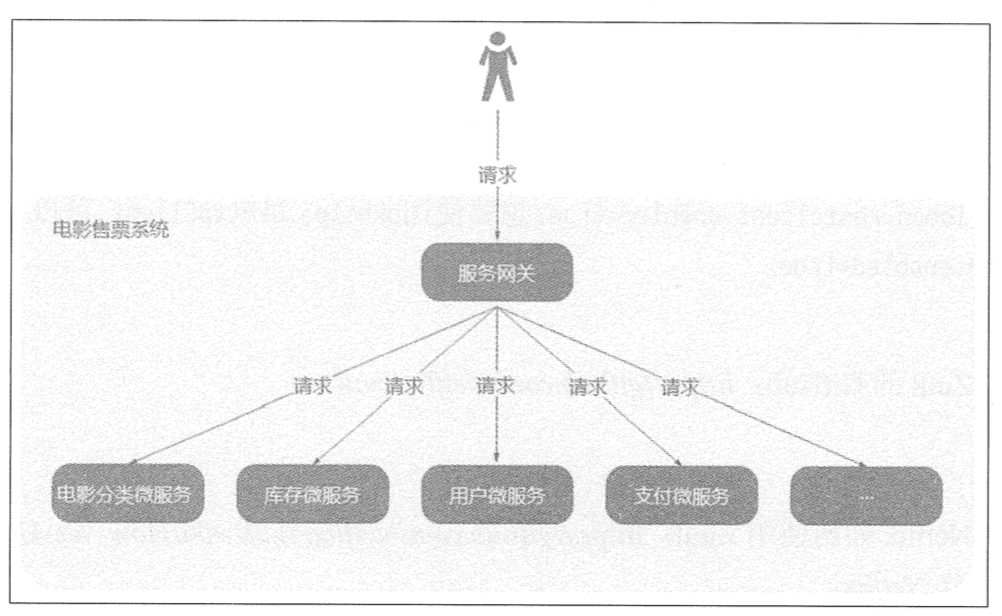 请求
电影售票系统
服务网关
请求 请求 请求 请求 请求
电影分类微服务 库存微服务 用户微服务 支付微服务 ...